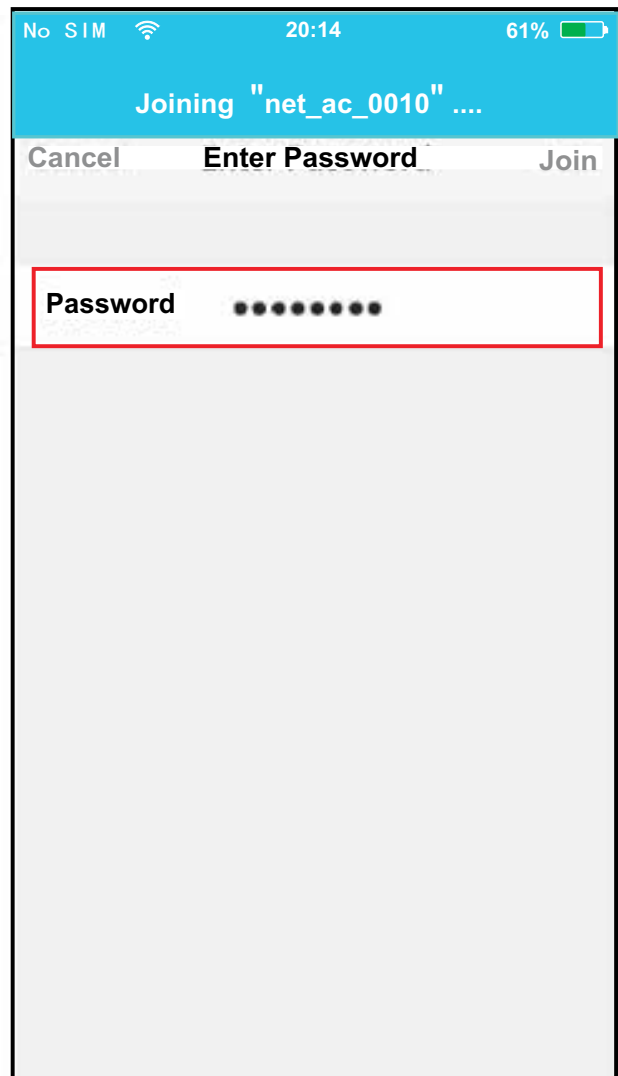 No SIM 20:14 61%
Joining "net_ac_0010" ....
Cancel Enter Password Join
Password ••••••••